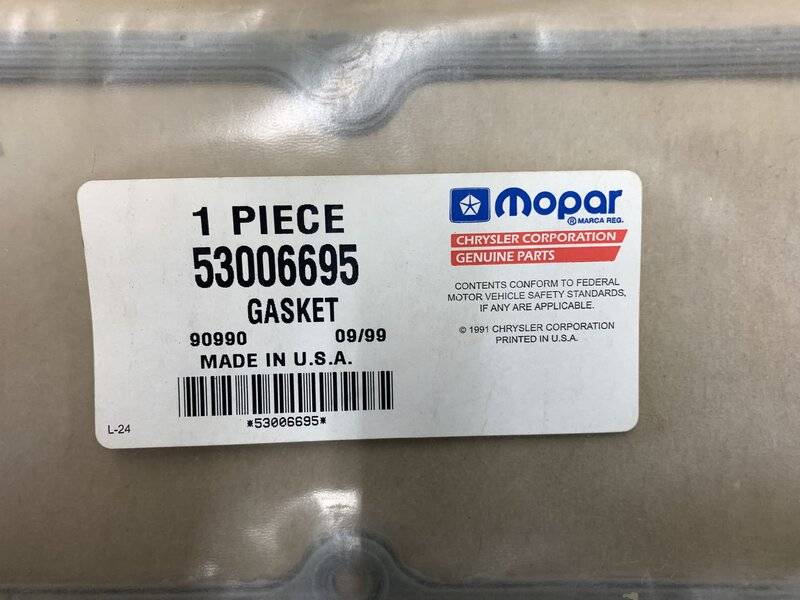 1 PIECE
53006695
GASKET
90990 09/99
MADE IN U.S.A.
*53006695*
L-24
mopar
® MARCA REG.
CHRYSLER CORPORATION
GENUINE PARTS
CONTENTS CONFORM TO FEDERAL
MOTOR VEHICLE SAFETY STANDARDS,
IF ANY ARE APPLICABLE.
© 1991 CHRYSLER CORPORATION
PRINTED IN U.S.A.